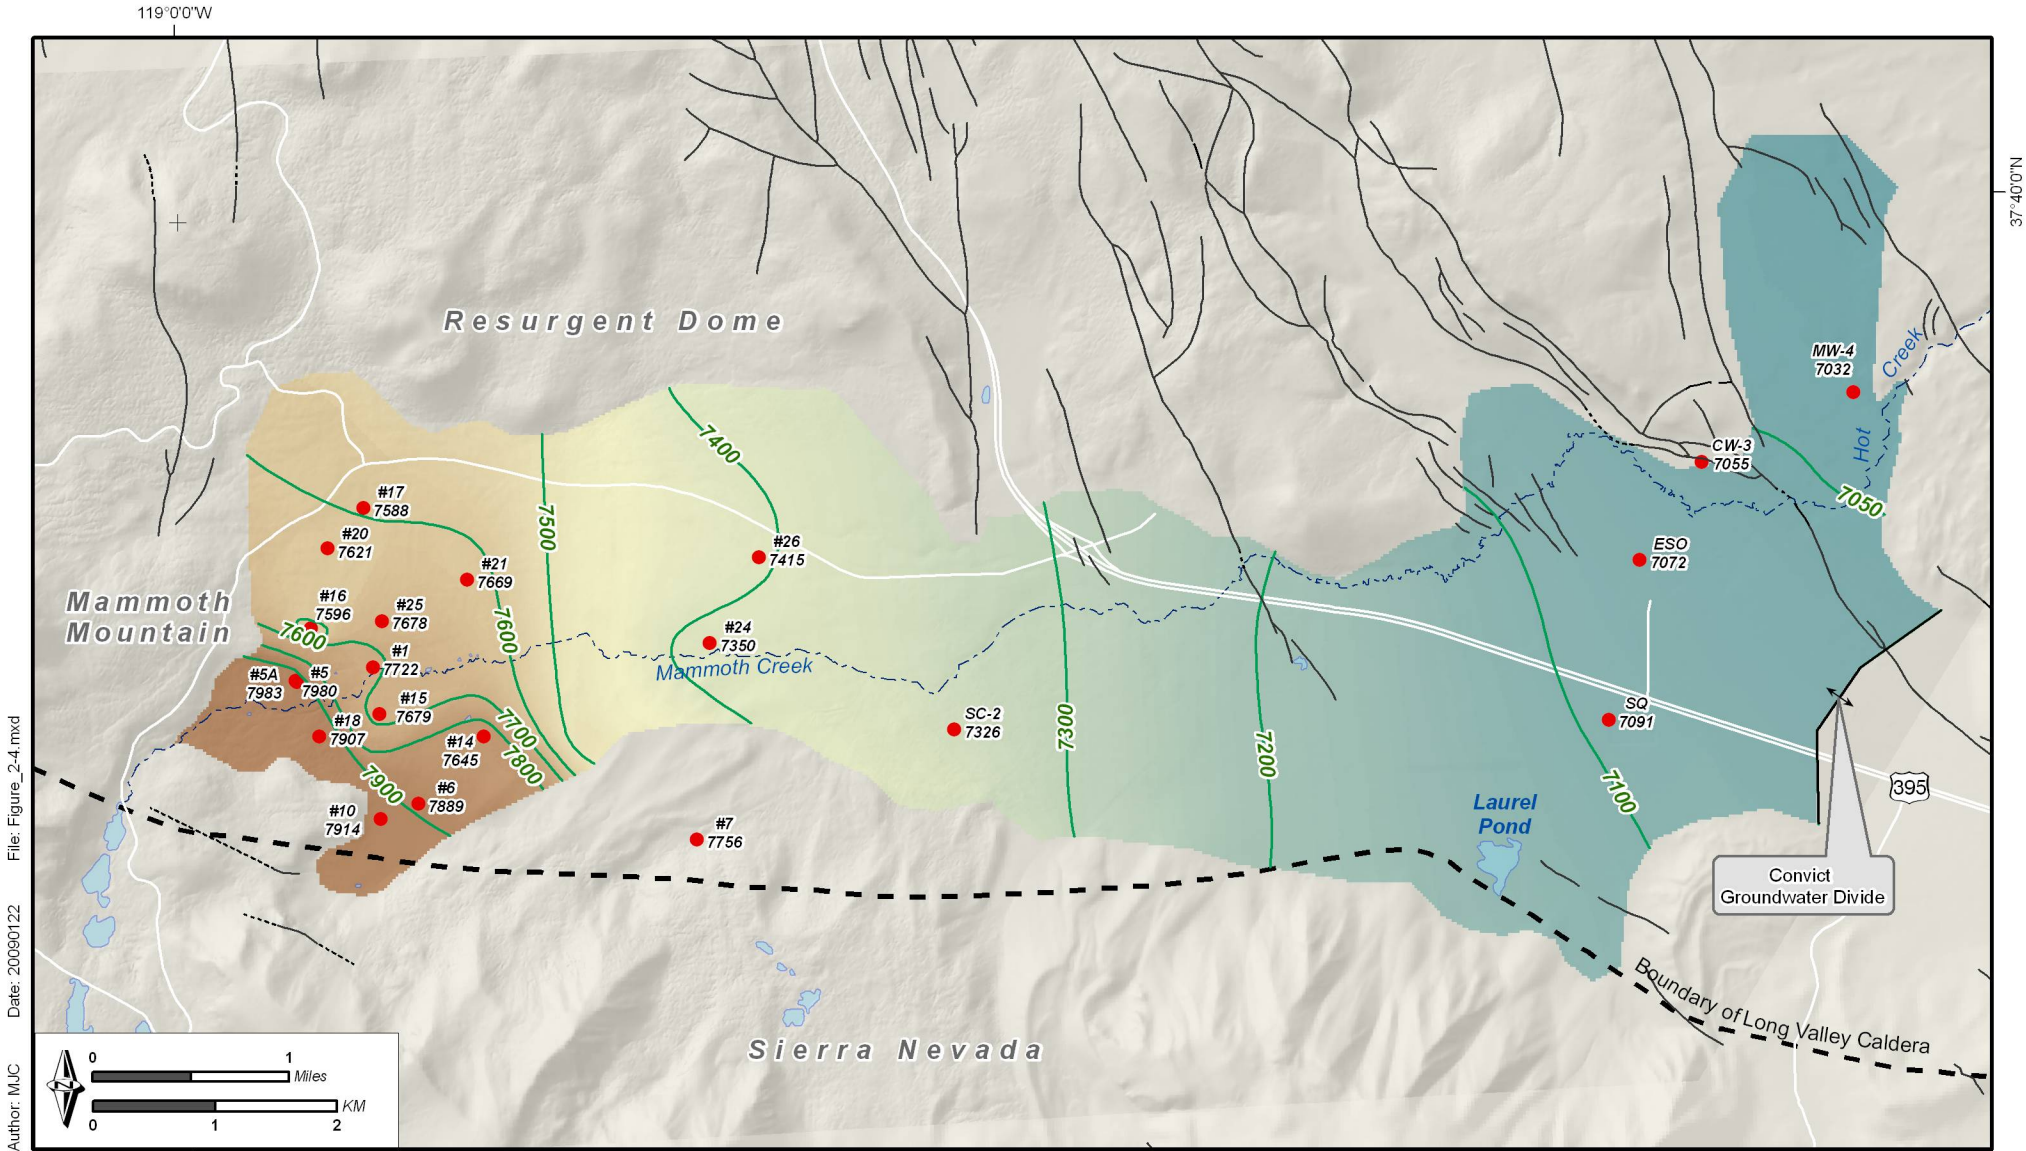 119°0'0"W
37°40'0"N
Resurgent Dome
Mammoth
Mountain
Sierra Nevada
MW-4
7032
Hot
Creek
CW-3
7055
7050
7400
7500
#17
7588
#20
7621
#21
7669
#26
7415
ESO
7072
#16
7596
#25
7678
7600
7600
#1
7722
#24
7350
Mammoth Creek
#5A
7983
#5
7980
#15
7679
#18
7907
#14
7645
7700
7800
7900
#6
7889
#10
7914
#7
7756
SC-2
7326
7300
7200
SQ
7091
7100
Laurel
Pond
395
Convict
Groundwater Divide
Boundary of Long Valley Caldera
N
0 1
Miles
KM
0 1 2
Author: MJC Date: 20090122 File: Figure_2-4.mxd